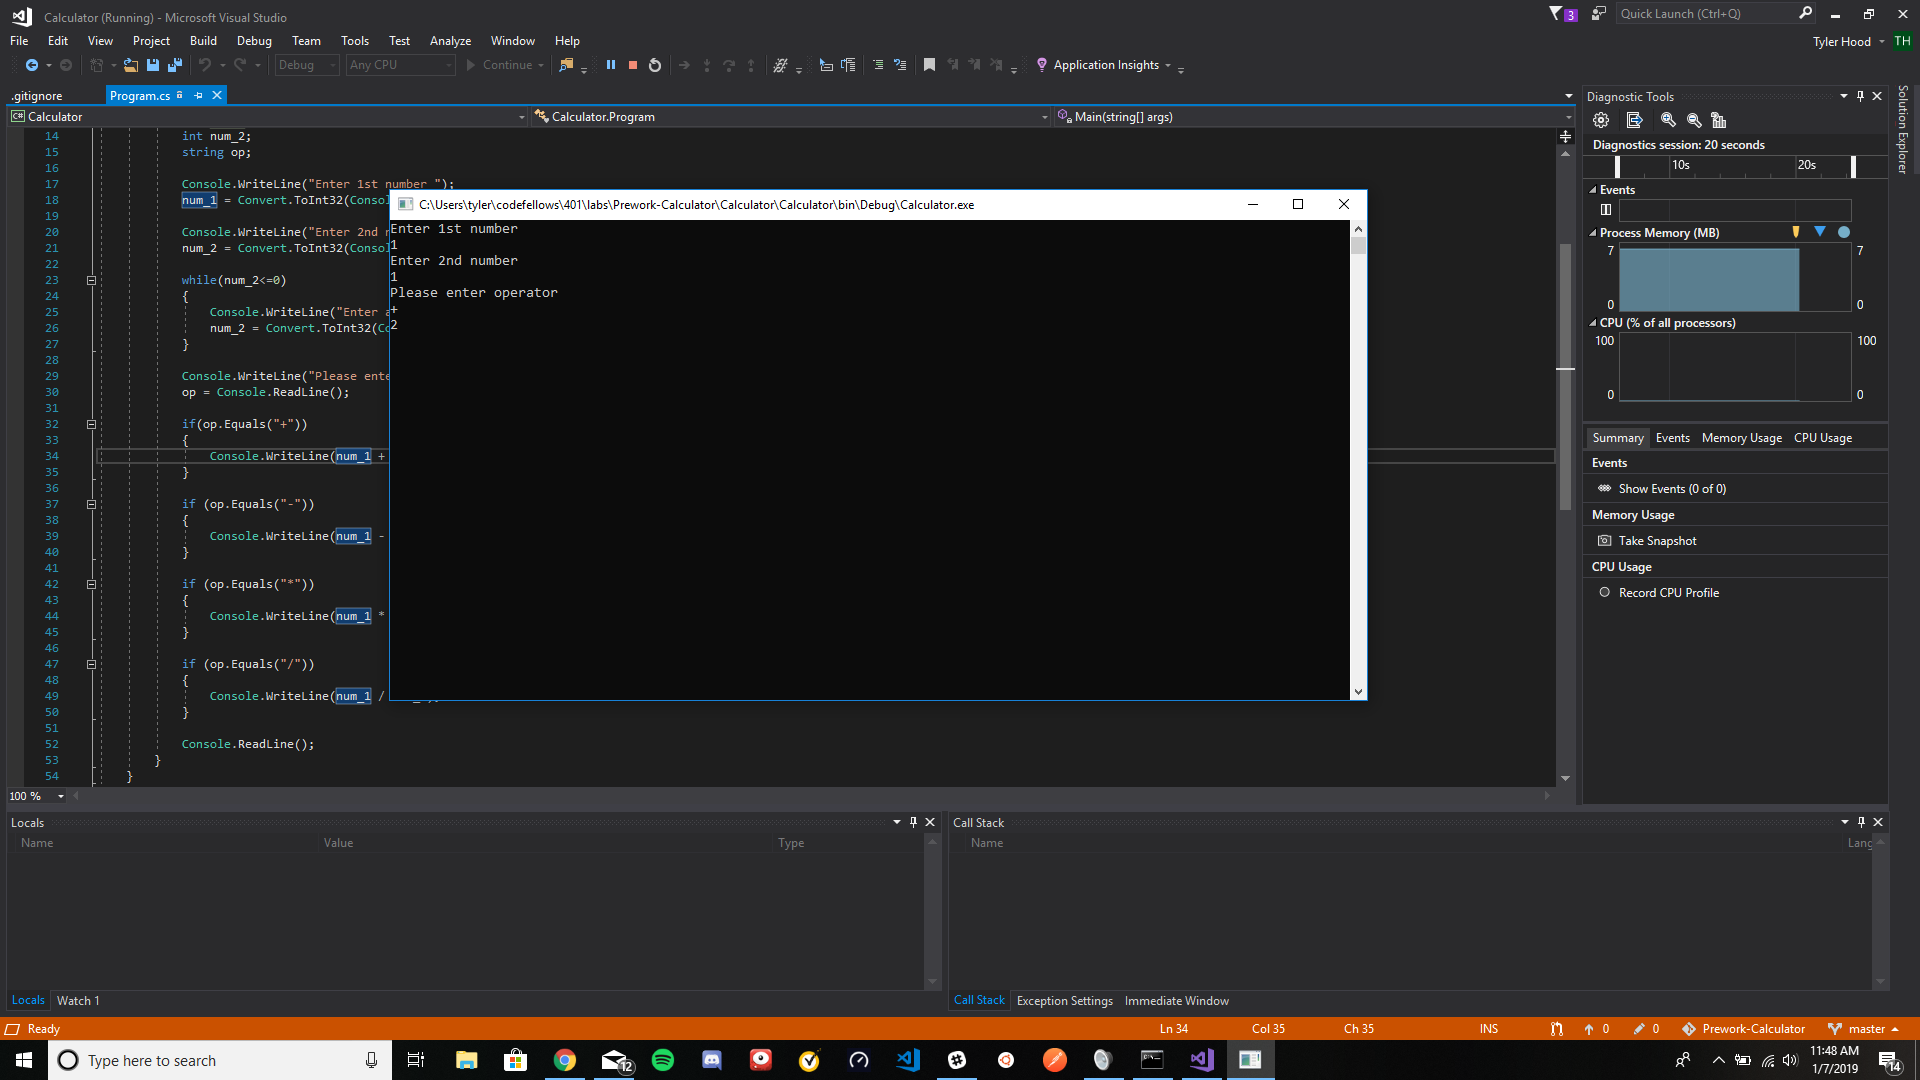 Calculator (Running) - Microsoft Visual Studio
3
Quick Launch (Ctrl+Q)
File Edit View Project Build Debug Team Tools Test Analyze Window Help
Tyler Hood TH
Debug Any CPU Continue Application Insights
.gitignore Program.cs
Calculator Calculator.Program Main(string[] args)
14 int num_2;
15 string op;
16
17 Console.WriteLine("Enter 1st number ");
18 num_1 = Convert.ToInt32(Consol
19
20 Console.WriteLine("Enter 2nd n
21 num_2 = Convert.ToInt32(Consol
22
23 while(num_2<=0)
24 {
25 Console.WriteLine("Enter a
26 num_2 = Convert.ToInt32(Co
27 }
28
29 Console.WriteLine("Please ente
30 op = Console.ReadLine();
31
32 if(op.Equals("+"))
33 {
34 Console.WriteLine(num_1 +
35 }
36
37 if (op.Equals("-"))
38 {
39 Console.WriteLine(num_1 -
40 }
41
42 if (op.Equals("*"))
43 {
44 Console.WriteLine(num_1 *
45 }
46
47 if (op.Equals("/"))
48 {
49 Console.WriteLine(num_1 /
50 }
51
52 Console.ReadLine();
53 }
54 }
100 %
C:\Users\tyler\codefellows\401\labs\Prework-Calculator\Calculator\Calculator\bin\Debug\Calculator.exe
Enter 1st number
1
Enter 2nd number
1
Please enter operator
+
2
Diagnostic Tools
Diagnostics session: 20 seconds
10s 20s
Events
Process Memory (MB)
7 7
0 0
CPU (% of all processors)
100 100
0 0
Summary Events Memory Usage CPU Usage
Events
Show Events (0 of 0)
Memory Usage
Take Snapshot
CPU Usage
Record CPU Profile
Solution Explorer
Locals
Name Value Type
Locals Watch 1
Call Stack
Name Lang
Call Stack Exception Settings Immediate Window
Ready Ln 34 Col 35 Ch 35 INS 0 0 Prework-Calculator master
Type here to search
12
11:48 AM
1/7/2019
14